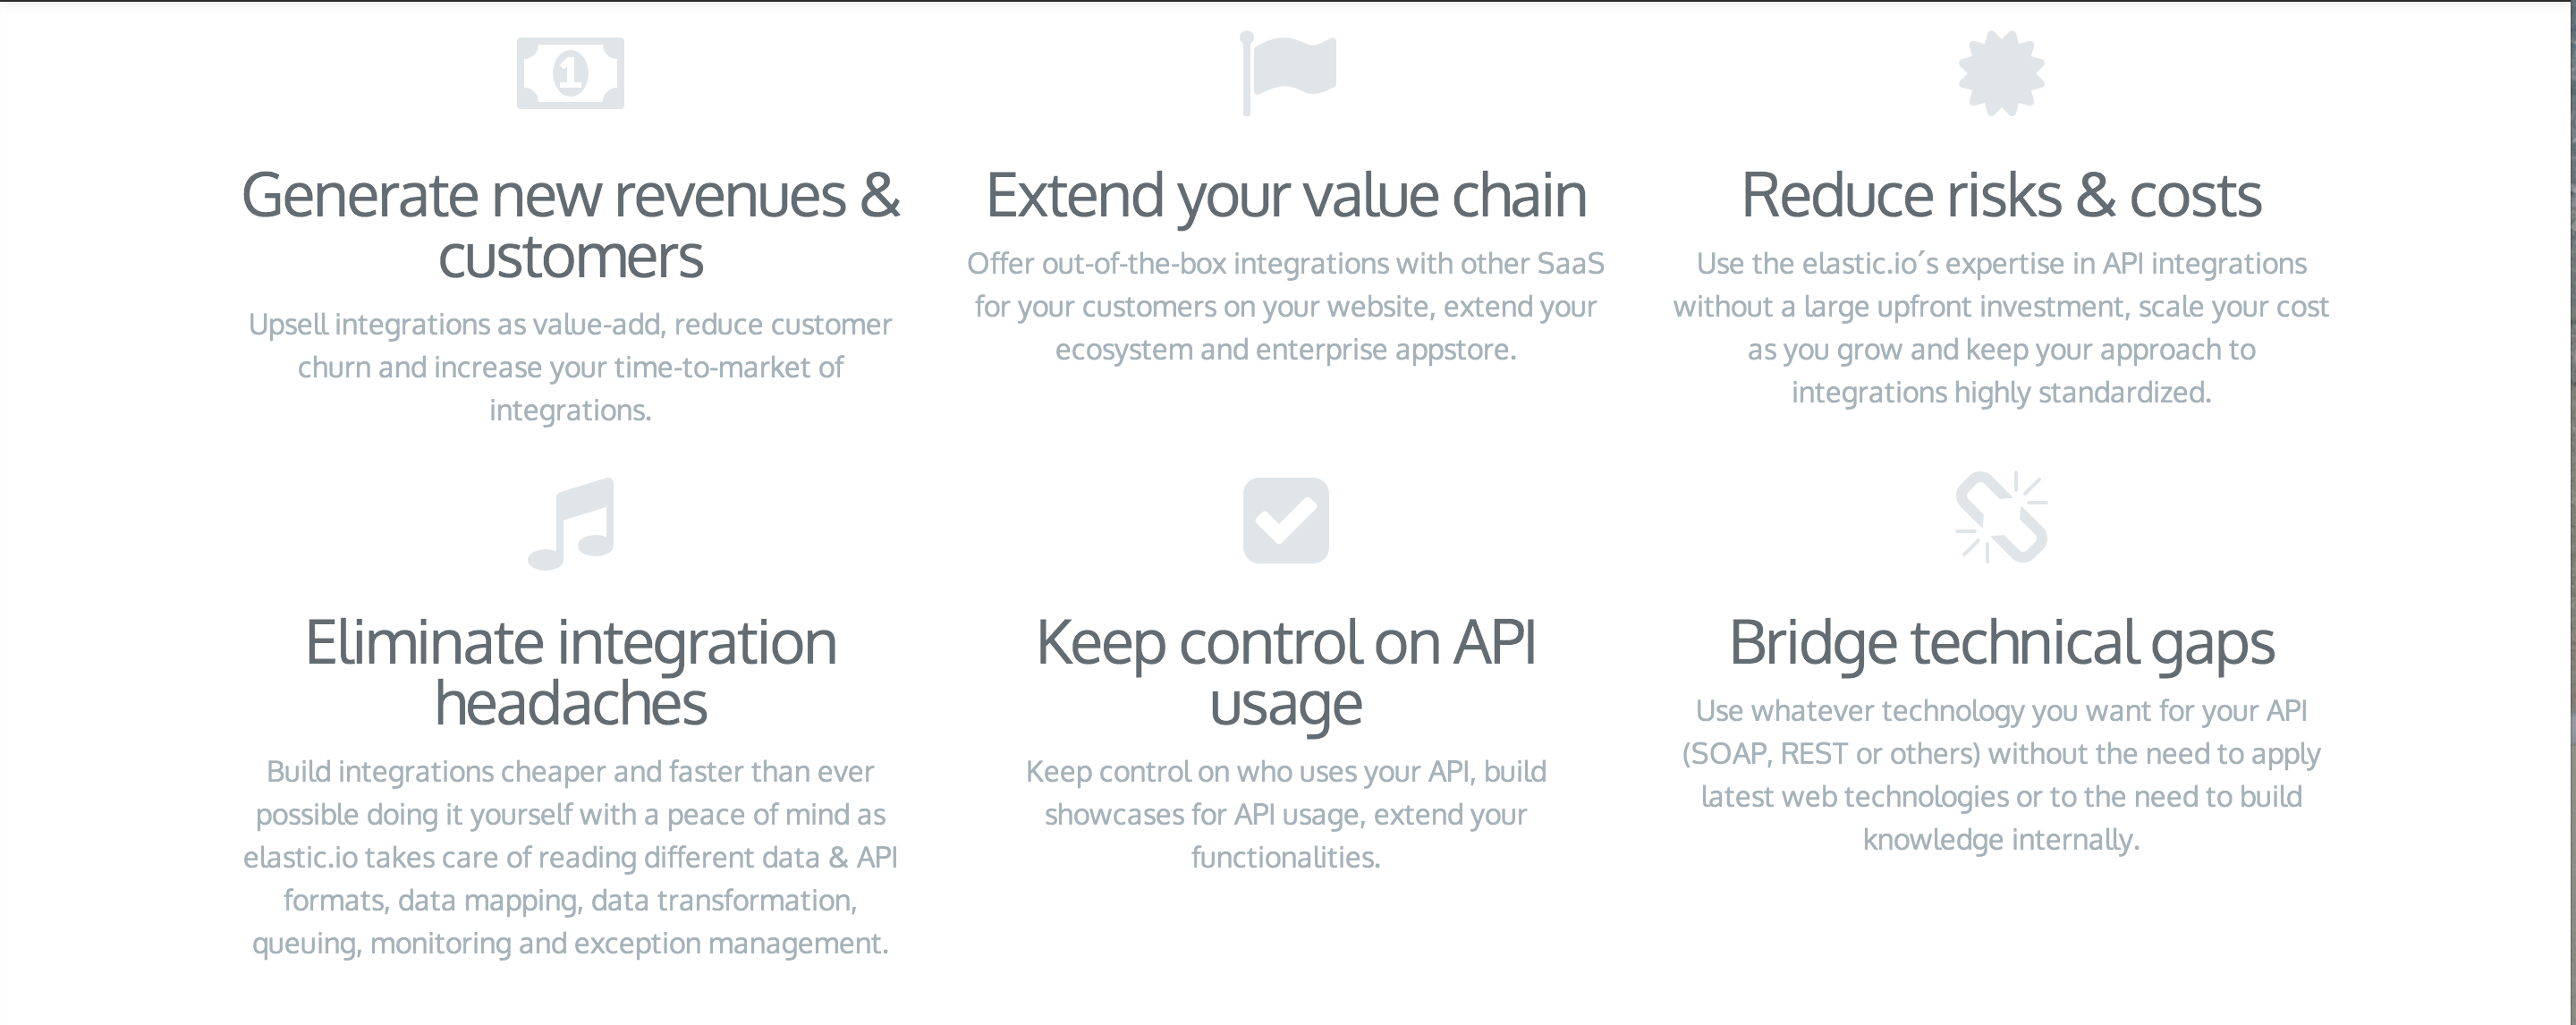 1
Generate new revenues &
customers
Upsell integrations as value-add, reduce customer
churn and increase your time-to-market of
integrations.
Extend your value chain
Offer out-of-the-box integrations with other SaaS
for your customers on your website, extend your
ecosystem and enterprise appstore.
Reduce risks & costs
Use the elastic.io´s expertise in API integrations
without a large upfront investment, scale your cost
as you grow and keep your approach to
integrations highly standardized.
Eliminate integration
headaches
Build integrations cheaper and faster than ever
possible doing it yourself with a peace of mind as
elastic.io takes care of reading different data & API
formats, data mapping, data transformation,
queuing, monitoring and exception management.
Keep control on API
usage
Keep control on who uses your API, build
showcases for API usage, extend your
functionalities.
Bridge technical gaps
Use whatever technology you want for your API
(SOAP, REST or others) without the need to apply
latest web technologies or to the need to build
knowledge internally.